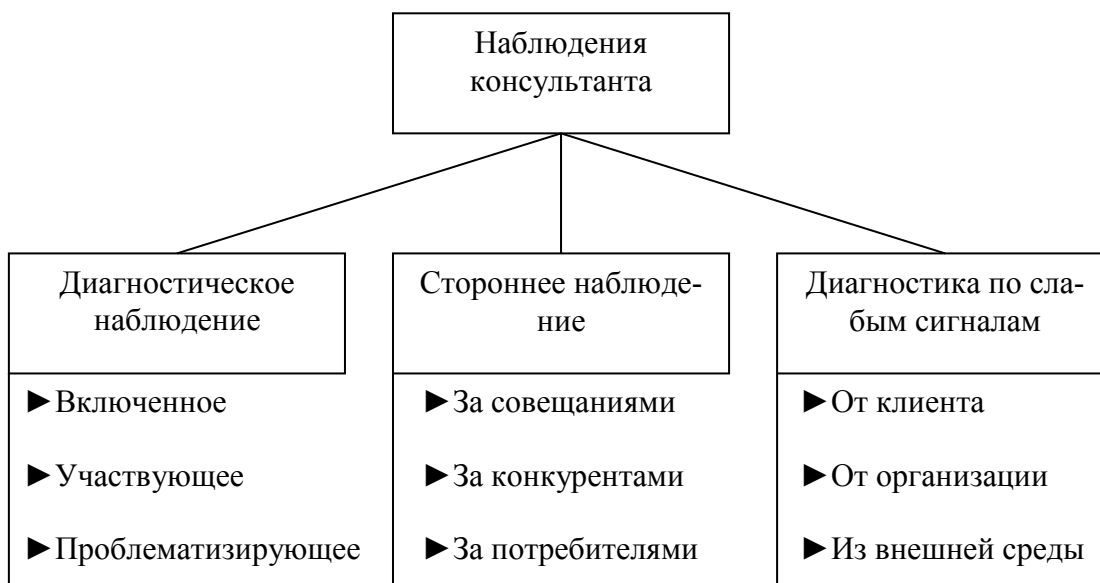 Наблюдения
консультанта
Диагностическое
наблюдение
►Включенное
►Участвующее
►Проблематизирующее
Стороннее наблюде-
ние
►За совещаниями
►За конкурентами
►За потребителями
Диагностика по сла-
бым сигналам
►От клиента
►От организации
►Из внешней среды